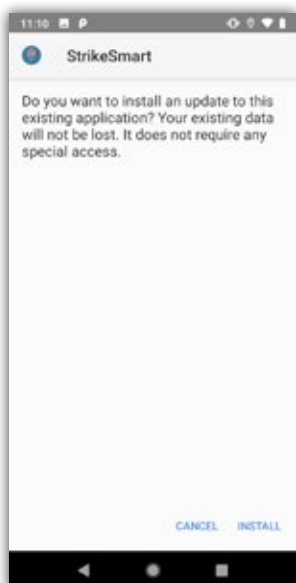 11:10
StrikeSmart
Do you want to install an update to this
existing application? Your existing data
will not be lost. It does not require any
special access.
CANCEL INSTALL